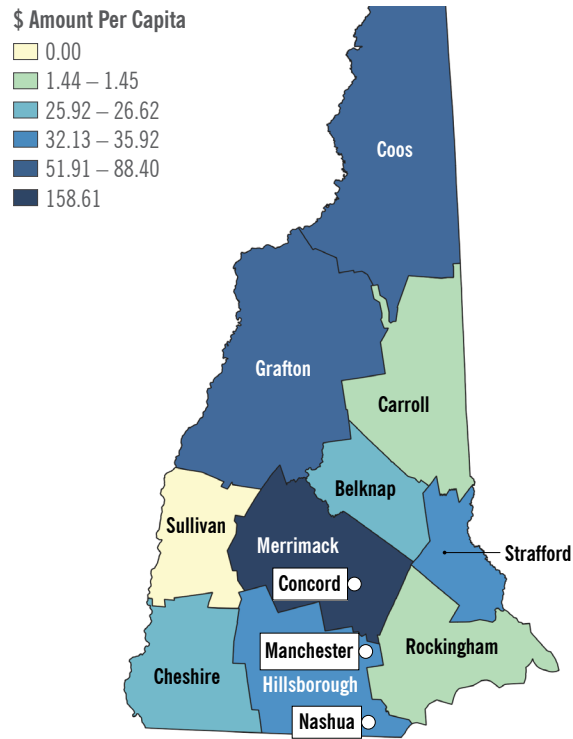 $ Amount Per Capita
0.00
1.44 – 1.45
25.92 – 26.62
32.13 – 35.92
51.91 – 88.40
158.61
Coos
Grafton
Carroll
Belknap
Sullivan
Merrimack
Strafford
Concord
Manchester
Rockingham
Cheshire
Hillsborough
Nashua